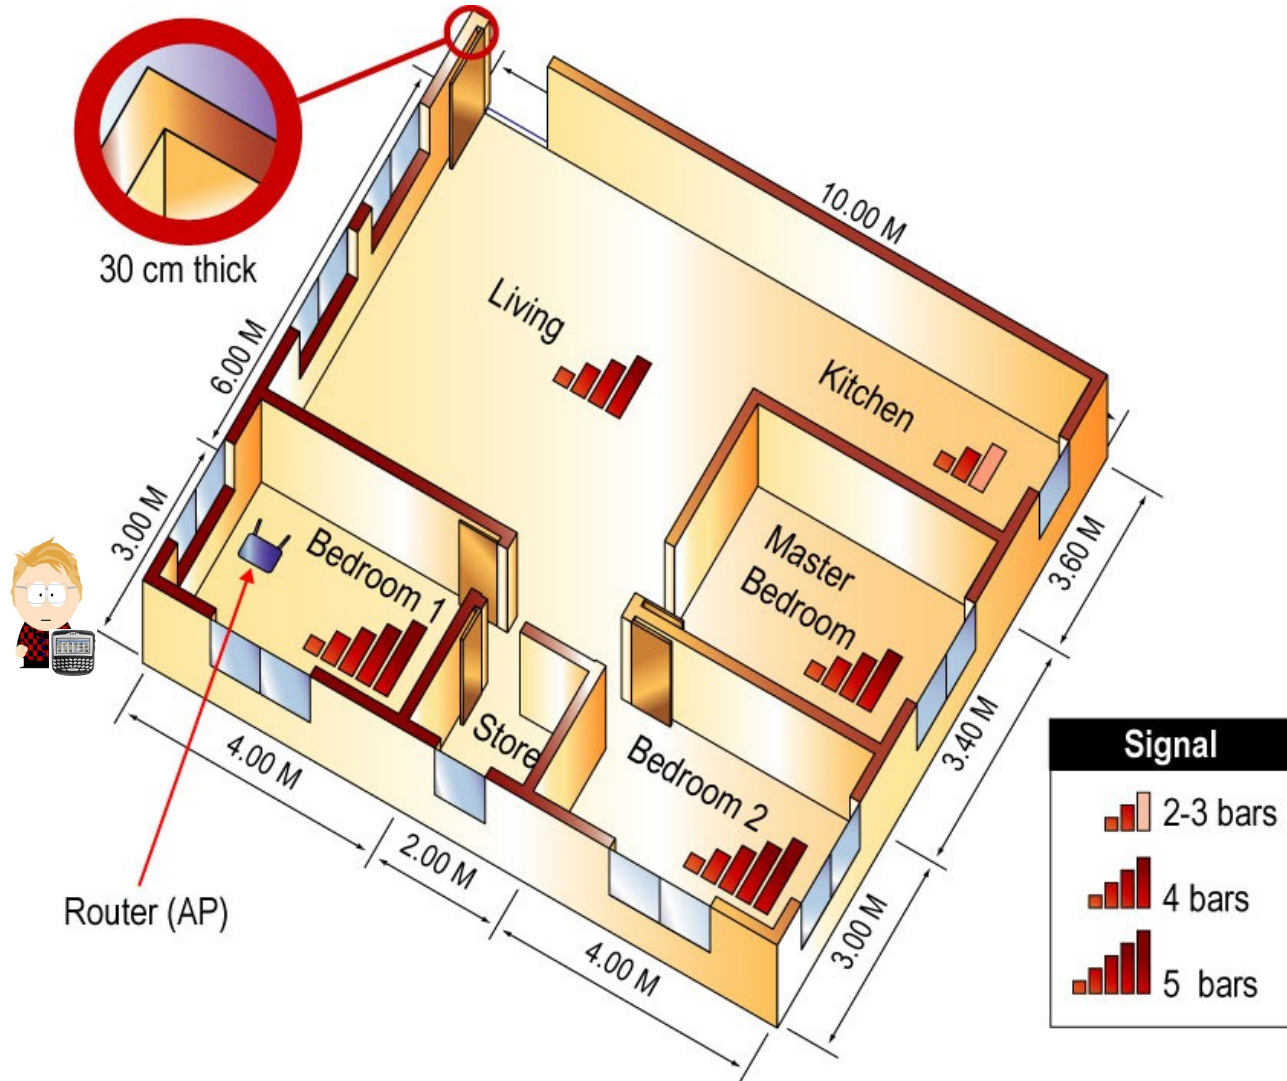 30 cm thick
10.00 M
6.00 M
Living
Kitchen
3.00 M
Bedroom 1
Master
Bedroom
3.60 M
3.40 M
Store
Bedroom 2
4.00 M
2.00 M
4.00 M
3.00 M
Router (AP)
Signal
2-3 bars
4 bars
5 bars